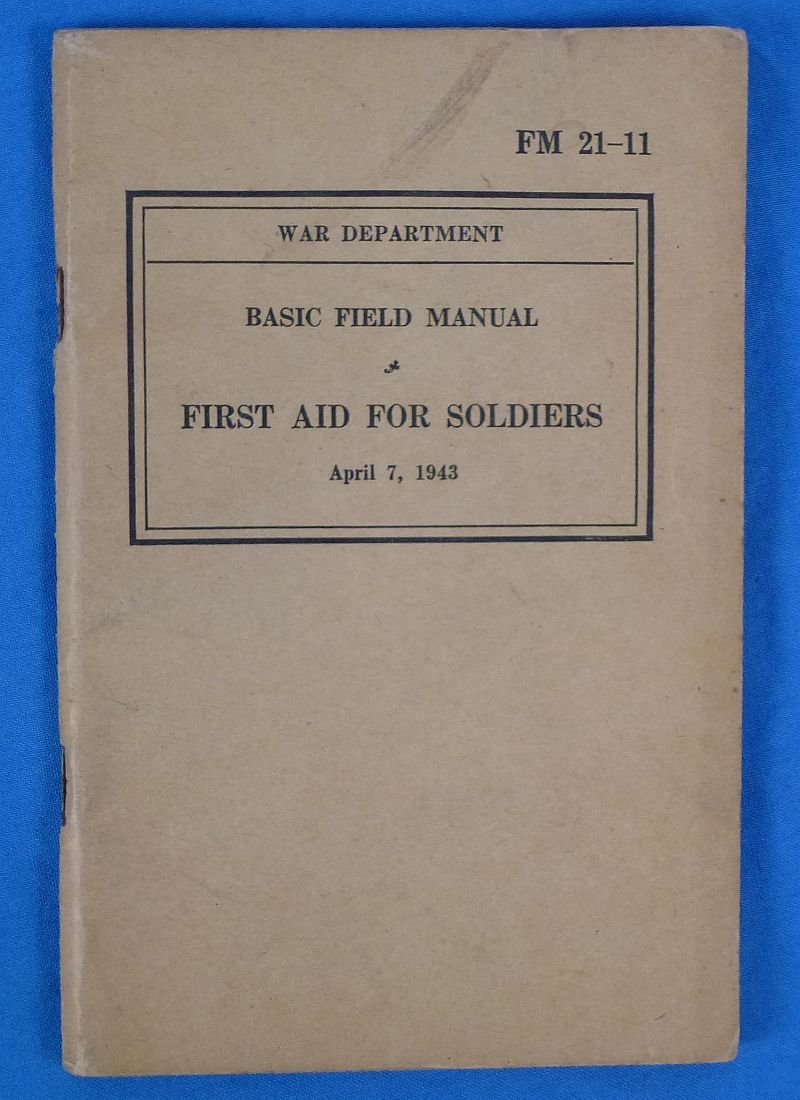 FM 21–11
WAR DEPARTMENT
BASIC FIELD MANUAL
FIRST AID FOR SOLDIERS
April 7, 1943